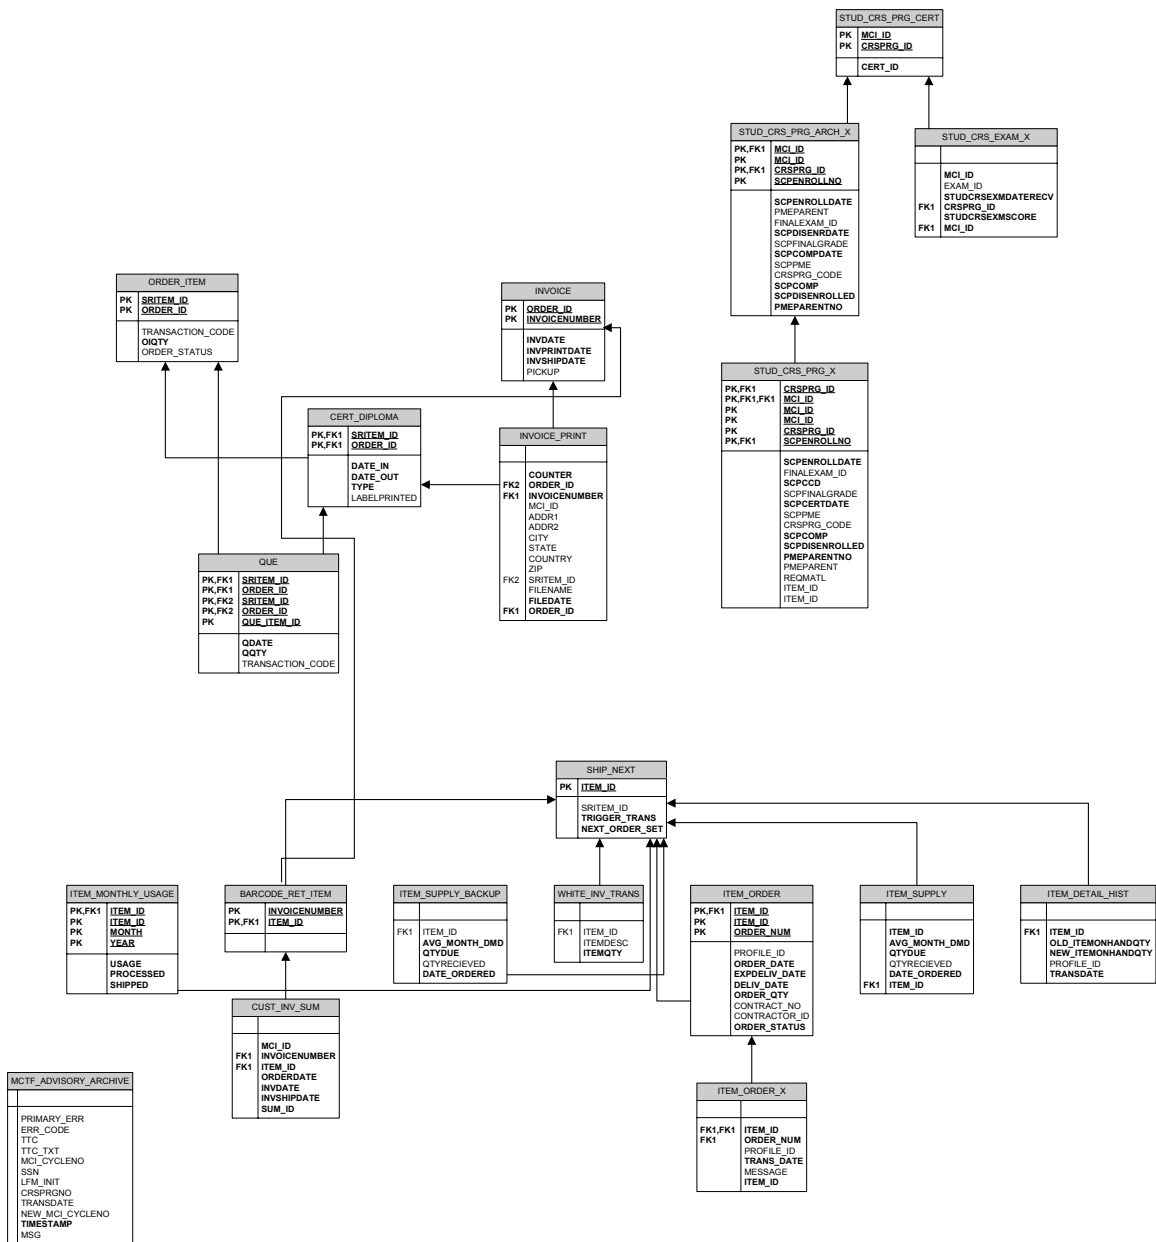 STUD_CRS_PRG_CERT
PK MCI_ID
PK CRSPRG_ID
CERT_ID
STUD_CRS_PRG_ARCH_X
PK,FK1 MCI_ID
PK MCI_ID
PK,FK1 CRSPRG_ID
PK SCPENROLLNO
SCPENROLLDATE
PMEPARENT
FINALEXAM_ID
SCPDISENRDATE
SCPFINALGRADE
SCPCOMPDATE
SCPPME
CRSPRG_CODE
SCPCOMP
SCPDISENROLLED
PMEPARENTNO
STUD_CRS_EXAM_X
MCI_ID
EXAM_ID
STUDCRSEXMDATERECV
FK1 CRSPRG_ID
STUDCRSEXMSCORE
FK1 MCI_ID
ORDER_ITEM
PK SRITEM_ID
PK ORDER_ID
TRANSACTION_CODE
OIQTY
ORDER_STATUS
INVOICE
PK ORDER_ID
PK INVOICENUMBER
INVDATE
INVPRINTDATE
INVSHIPDATE
PICKUP
STUD_CRS_PRG_X
PK,FK1 CRSPRG_ID
PK,FK1,FK1 MCI_ID
PK MCI_ID
PK MCI_ID
PK CRSPRG_ID
PK,FK1 SCPENROLLNO
SCPENROLLDATE
FINALEXAM_ID
SCPCCD
SCPFINALGRADE
SCPCERTDATE
SCPPME
CRSPRG_CODE
SCPCOMP
SCPDISENROLLED
PMEPARENTNO
PMEPARENT
REQMATL
ITEM_ID
ITEM_ID
CERT_DIPLOMA
PK,FK1 SRITEM_ID
PK,FK1 ORDER_ID
DATE_IN
DATE_OUT
TYPE
LABELPRINTED
INVOICE_PRINT
COUNTER
FK2 ORDER_ID
FK1 INVOICENUMBER
MCI_ID
ADDR1
ADDR2
CITY
STATE
COUNTRY
ZIP
FK2 SRITEM_ID
FILENAME
FILEDATE
FK1 ORDER_ID
QUE
PK,FK1 SRITEM_ID
PK,FK1 ORDER_ID
PK,FK2 SRITEM_ID
PK,FK2 ORDER_ID
PK QUE_ITEM_ID
QDATE
QQTY
TRANSACTION_CODE
SHIP_NEXT
PK ITEM_ID
SRITEM_ID
TRIGGER_TRANS
NEXT_ORDER_SET
ITEM_MONTHLY_USAGE
PK,FK1 ITEM_ID
PK ITEM_ID
PK MONTH
PK YEAR
USAGE
PROCESSED
SHIPPED
BARCODE_RET_ITEM
PK INVOICENUMBER
PK,FK1 ITEM_ID
ITEM_SUPPLY_BACKUP
FK1 ITEM_ID
AVG_MONTH_DMD
QTYDUE
QTYRECIEVED
DATE_ORDERED
WHITE_INV_TRANS
FK1 ITEM_ID
ITEMDESC
ITEMQTY
ITEM_ORDER
PK,FK1 ITEM_ID
PK ITEM_ID
PK ORDER_NUM
PROFILE_ID
ORDER_DATE
EXPDELIV_DATE
DELIV_DATE
ORDER_QTY
CONTRACT_NO
CONTRACTOR_ID
ORDER_STATUS
ITEM_SUPPLY
ITEM_ID
AVG_MONTH_DMD
QTYDUE
QTYRECIEVED
DATE_ORDERED
FK1 ITEM_ID
ITEM_DETAIL_HIST
FK1 ITEM_ID
OLD_ITEMONHANDQTY
NEW_ITEMONHANDQTY
PROFILE_ID
TRANSDATE
CUST_INV_SUM
MCI_ID
FK1 INVOICENUMBER
FK1 ITEM_ID
ORDERDATE
INVDATE
INVSHIPDATE
SUM_ID
MCTF_ADVISORY_ARCHIVE
PRIMARY_ERR
ERR_CODE
TTC
TTC_TXT
MCI_CYCLENO
SSN
LFM_INIT
CRSPRGNO
TRANSDATE
NEW_MCI_CYCLENO
TIMESTAMP
MSG
ITEM_ORDER_X
FK1,FK1 ITEM_ID
FK1 ORDER_NUM
PROFILE_ID
TRANS_DATE
MESSAGE
ITEM_ID